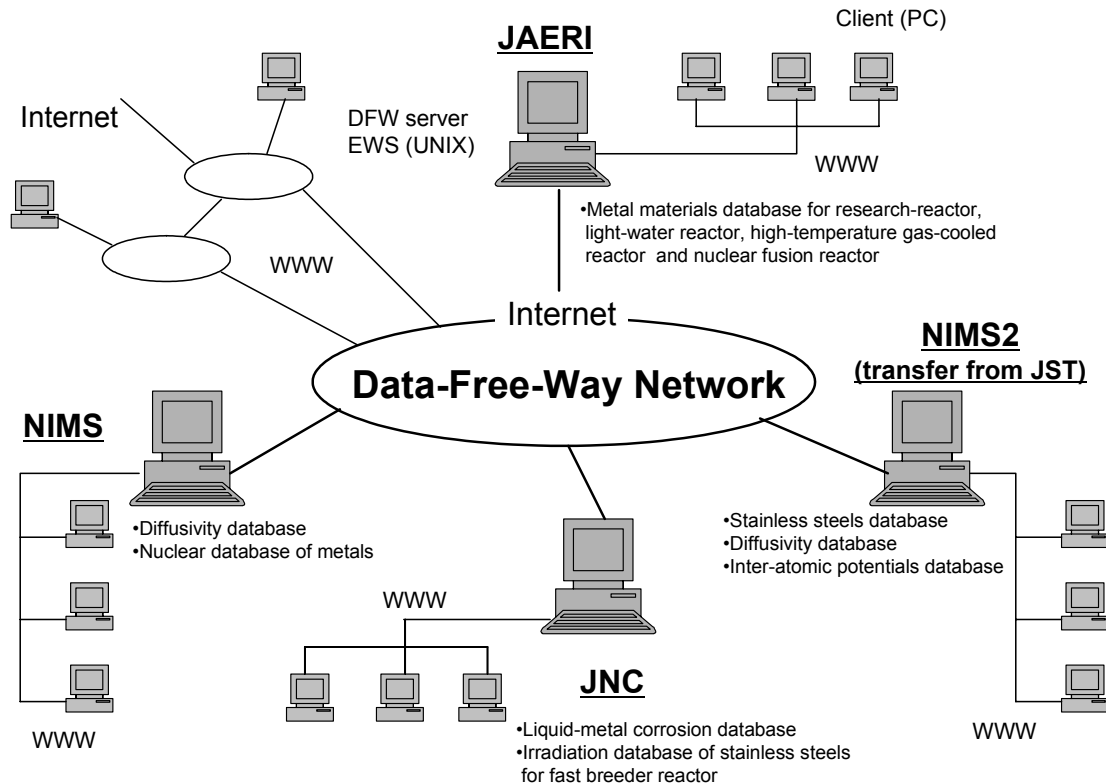 Client (PC)
JAERI
Internet
DFW server
EWS (UNIX)
WWW
•Metal materials database for research-reactor,
light-water reactor, high-temperature gas-cooled
reactor and nuclear fusion reactor
WWW
Internet
Data-Free-Way Network
NIMS2
(transfer from JST)
NIMS
•Diffusivity database
•Nuclear database of metals
•Stainless steels database
•Diffusivity database
•Inter-atomic potentials database
WWW
JNC
•Liquid-metal corrosion database
•Irradiation database of stainless steels
for fast breeder reactor
WWW
WWW